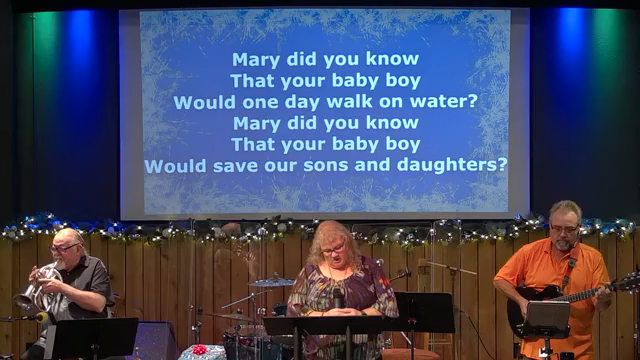 Mary did you know
That your baby boy
Would one day walk on water?
Mary did you know
That your baby boy
Would save our sons and daughters?